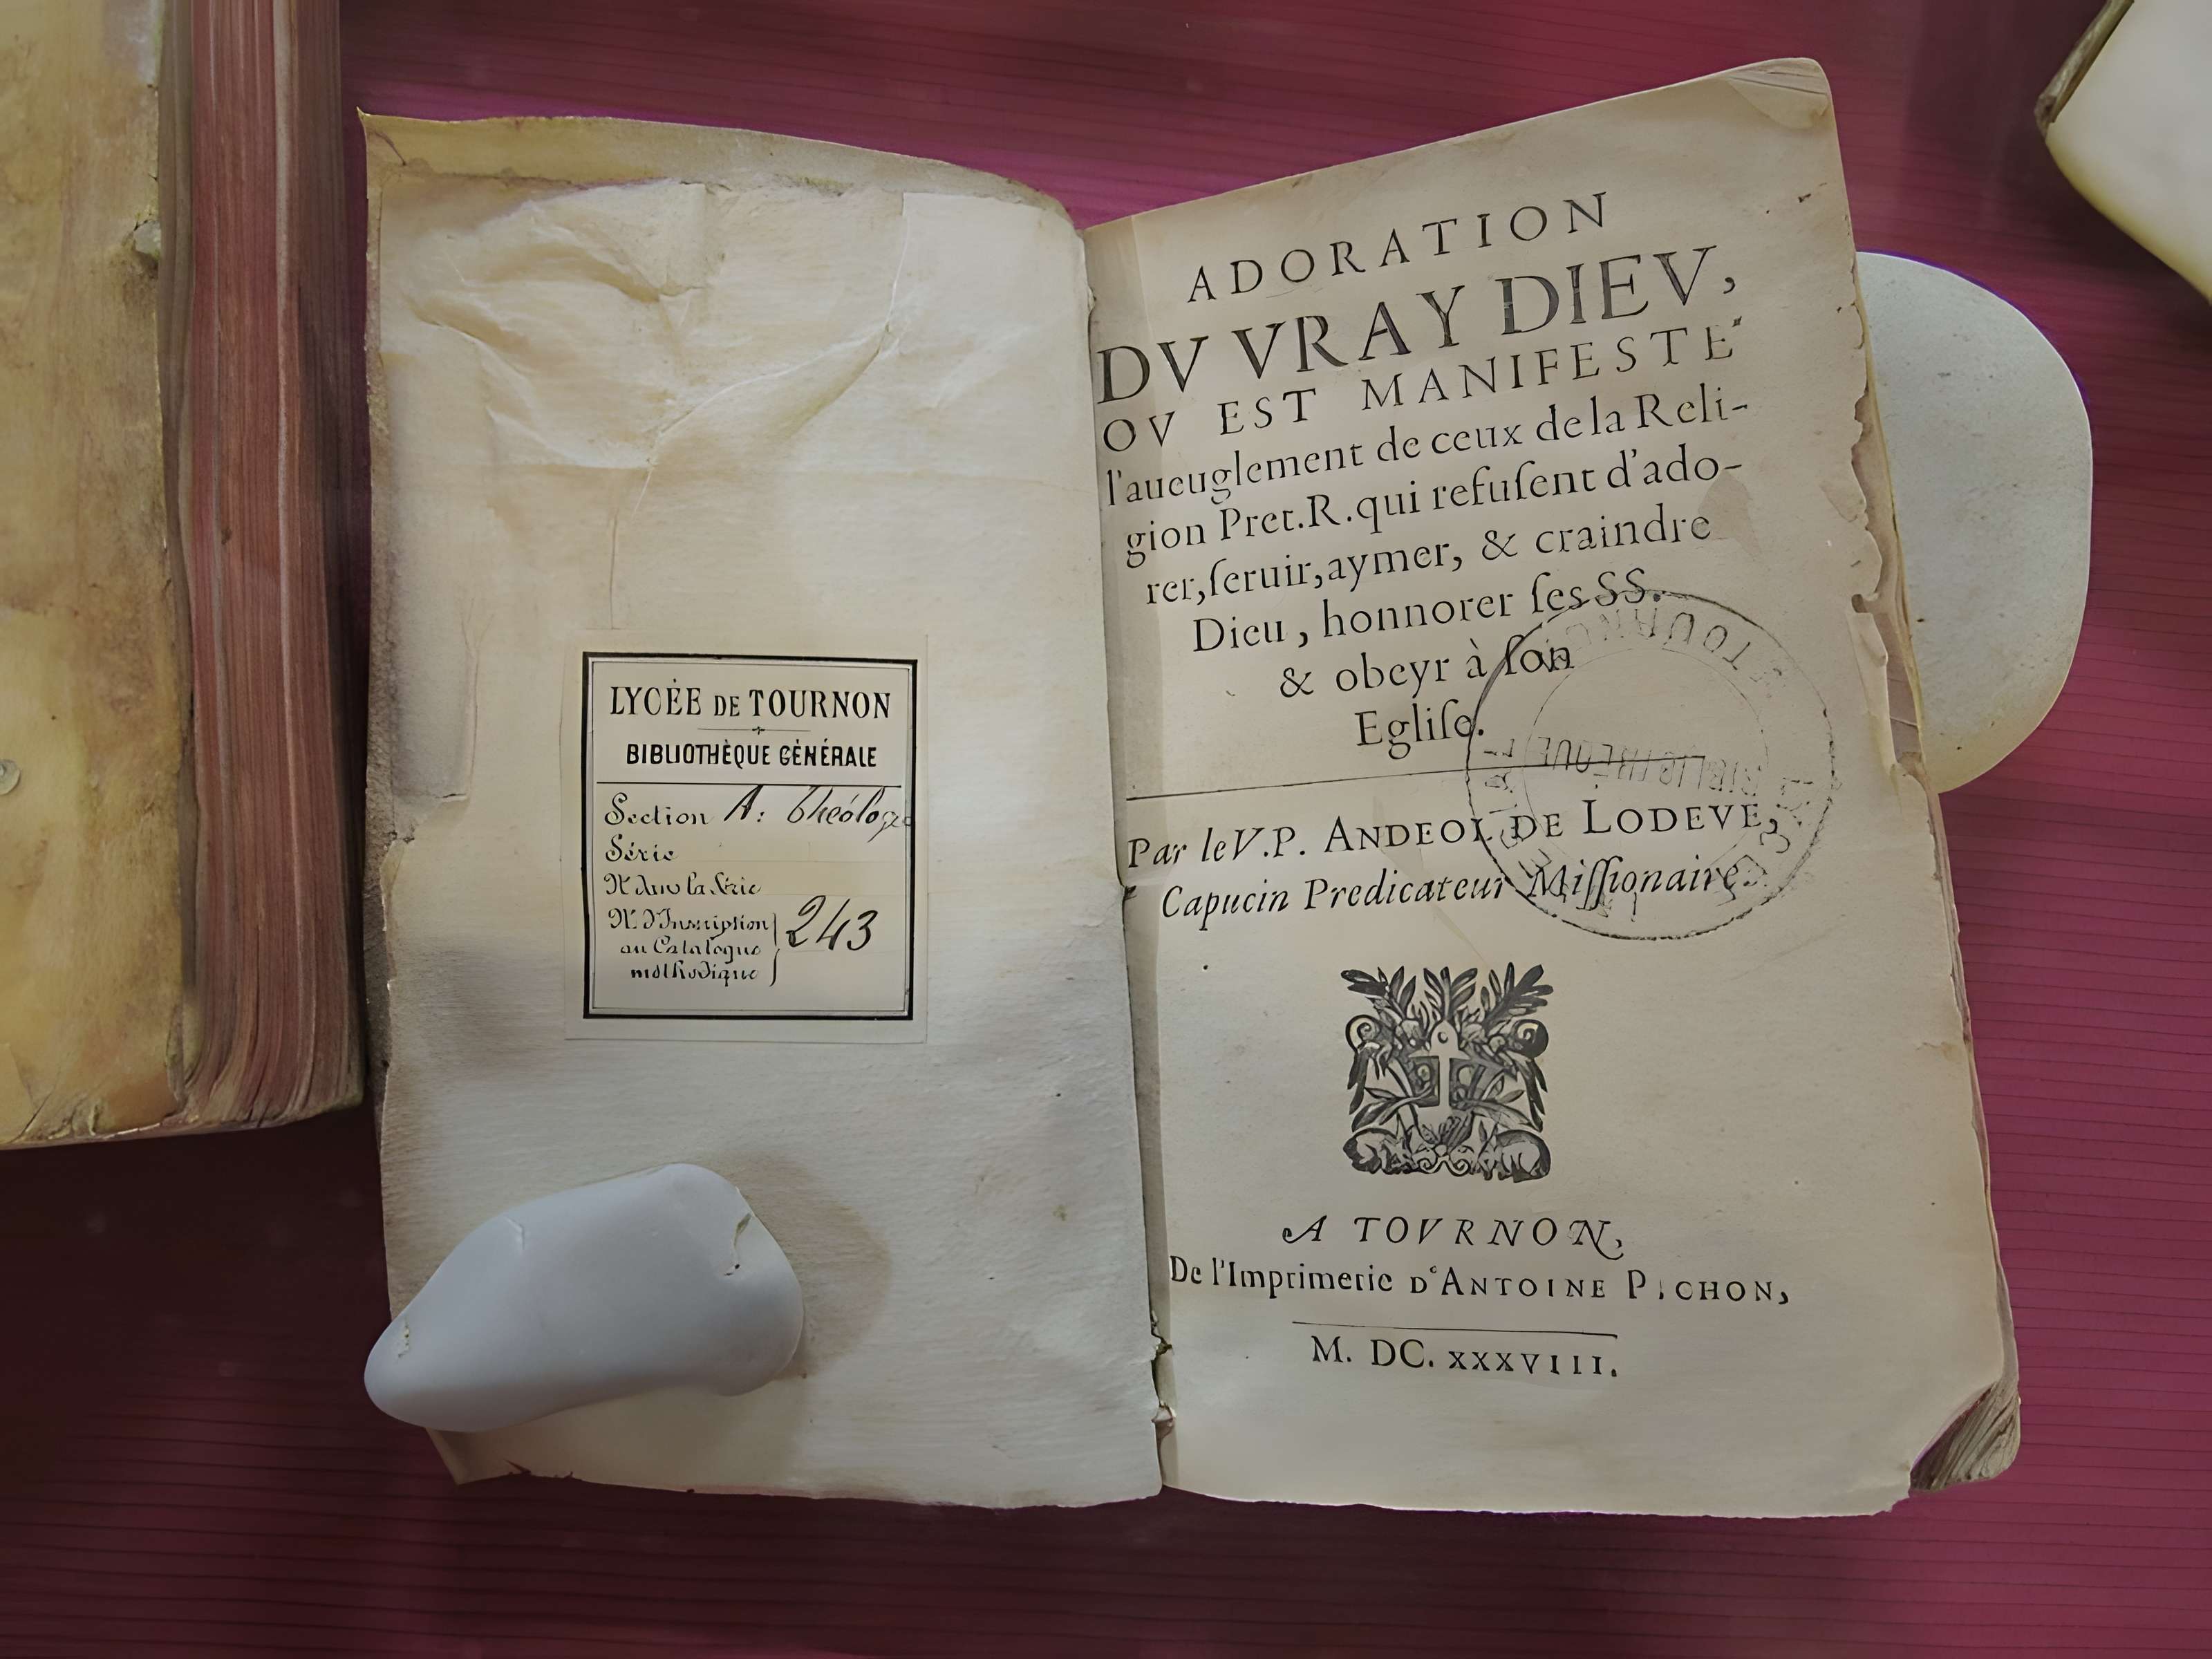 LYCÉE DE TOURNON
BIBLIOTHÈQUE GÉNÉRALE
Section A: Théologie
Série
N.º dans la Série
N.º d'Inscription
au Catalogue
méthodique
243
ADORATION
DV VRAY DIEV,
OV EST MANIFESTE'
l'aueuglement de ceux de la Reli-
gion Pret.R.qui refuſent d'ado-
rer,ſeruir,aymer, & craindre
Dieu, honnorer ſes SS.
& obeyr à ſon
Egliſe.
Par le V.P. ANDEOL DE LODEVE,
Capucin Predicateur Miſſionaire.
A TOVRNON,
De l'Imprimerie D'ANTOINE PICHON,
M. DC. XXXVIII.